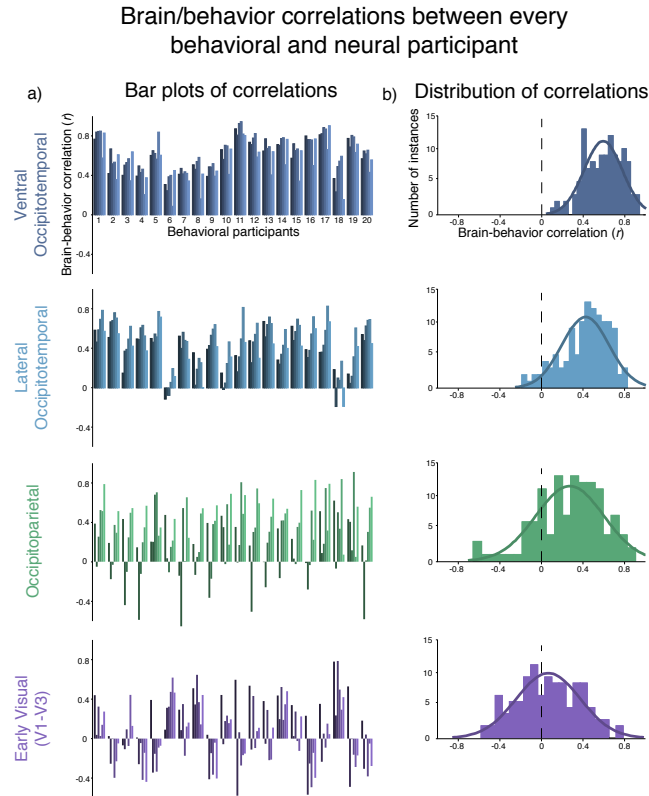 Brain/behavior correlations between every
behavioral and neural participant
a)
Bar plots of correlations
b)
Distribution of correlations
Ventral
Occipitotemporal
Brain-behavior correlation (r)
0.8
0.4
0
-0.4
1 2 3 4 5 6 7 8 9 10 11 12 13 14 15 16 17 18 19 20
Behavioral participants
Number of instances
15
10
5
0
-0.8 -0.4 0 0.4 0.8
Brain-behavior correlation (r)
Lateral
Occipitotemporal
0.8
0.4
0
-0.4
15
10
5
0
-0.8 -0.4 0 0.4 0.8
Occipitoparietal
0.8
0.4
0
-0.4
15
10
5
0
-0.8 -0.4 0 0.4 0.8
Early Visual
(V1-V3)
0.8
0.4
0
-0.4
15
10
5
0
-0.8 -0.4 0 0.4 0.8